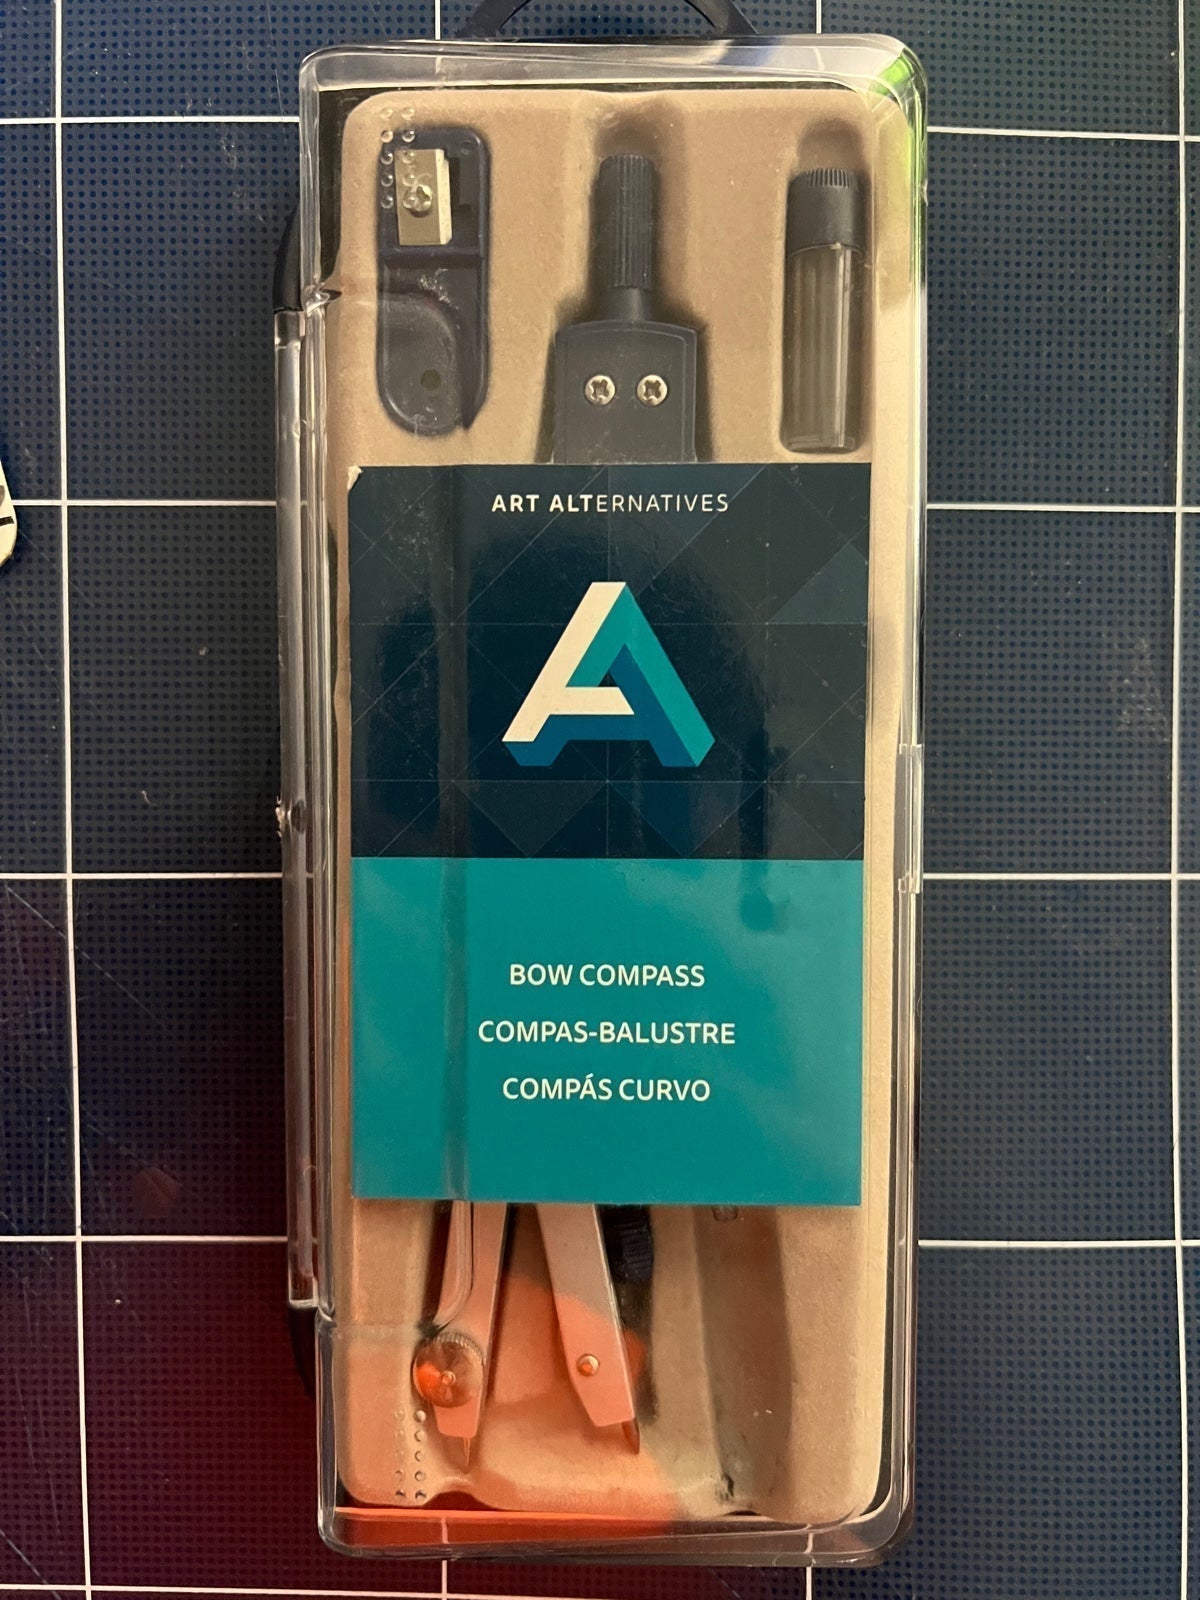 ART ALTERNATIVES
BOW COMPASS
COMPAS-BALUSTRE
COMPÁS CURVO